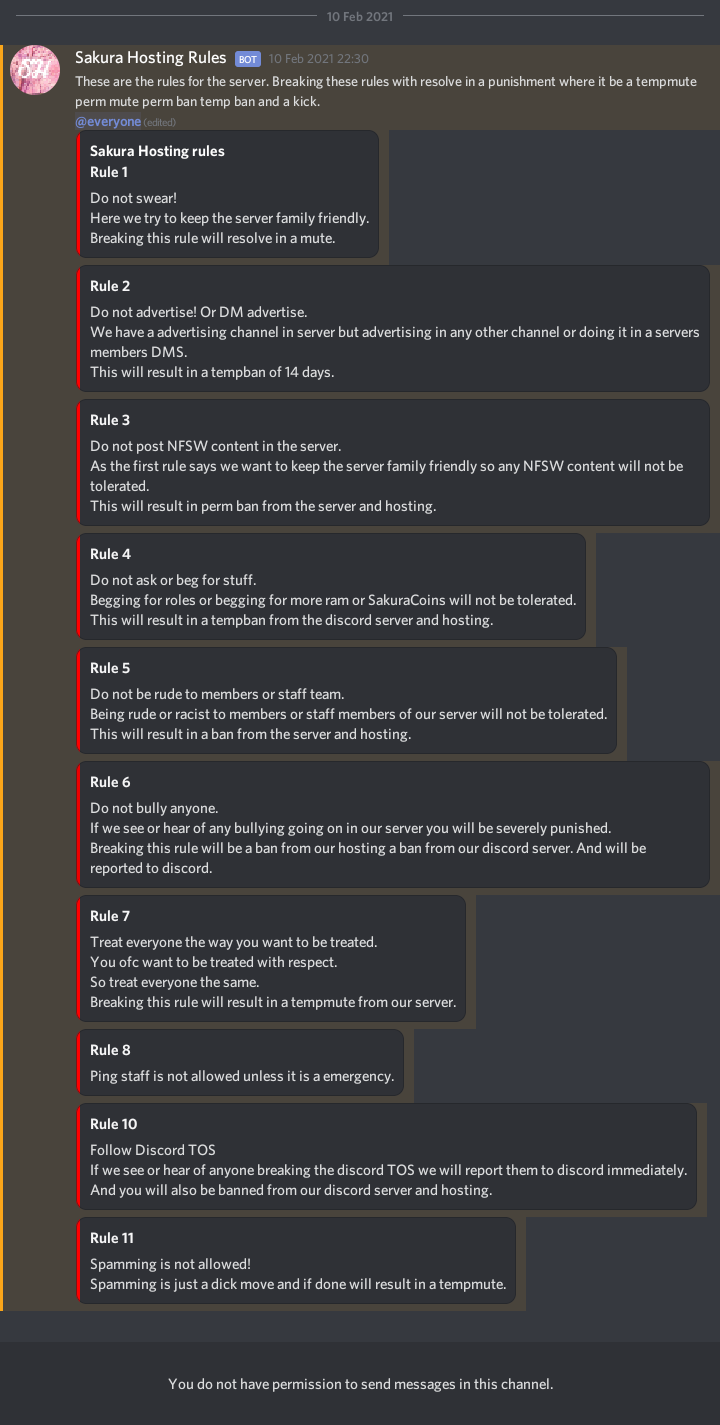 10 Feb 2021
SH
Sakura Hosting Rules BOT 10 Feb 2021 22:30
These are the rules for the server. Breaking these rules with resolve in a punishment where it be a tempmute
perm mute perm ban temp ban and a kick.
@everyone (edited)
Sakura Hosting rules
Rule 1
Do not swear!
Here we try to keep the server family friendly.
Breaking this rule will resolve in a mute.
Rule 2
Do not advertise! Or DM advertise.
We have a advertising channel in server but advertising in any other channel or doing it in a servers
members DMS.
This will result in a tempban of 14 days.
Rule 3
Do not post NFSW content in the server.
As the first rule says we want to keep the server family friendly so any NFSW content will not be
tolerated.
This will result in perm ban from the server and hosting.
Rule 4
Do not ask or beg for stuff.
Begging for roles or begging for more ram or SakuraCoins will not be tolerated.
This will result in a tempban from the discord server and hosting.
Rule 5
Do not be rude to members or staff team.
Being rude or racist to members or staff members of our server will not be tolerated.
This will result in a ban from the server and hosting.
Rule 6
Do not bully anyone.
If we see or hear of any bullying going on in our server you will be severely punished.
Breaking this rule will be a ban from our hosting a ban from our discord server. And will be
reported to discord.
Rule 7
Treat everyone the way you want to be treated.
You ofc want to be treated with respect.
So treat everyone the same.
Breaking this rule will result in a tempmute from our server.
Rule 8
Ping staff is not allowed unless it is a emergency.
Rule 10
Follow Discord TOS
If we see or hear of anyone breaking the discord TOS we will report them to discord immediately.
And you will also be banned from our discord server and hosting.
Rule 11
Spamming is not allowed!
Spamming is just a dick move and if done will result in a tempmute.
You do not have permission to send messages in this channel.